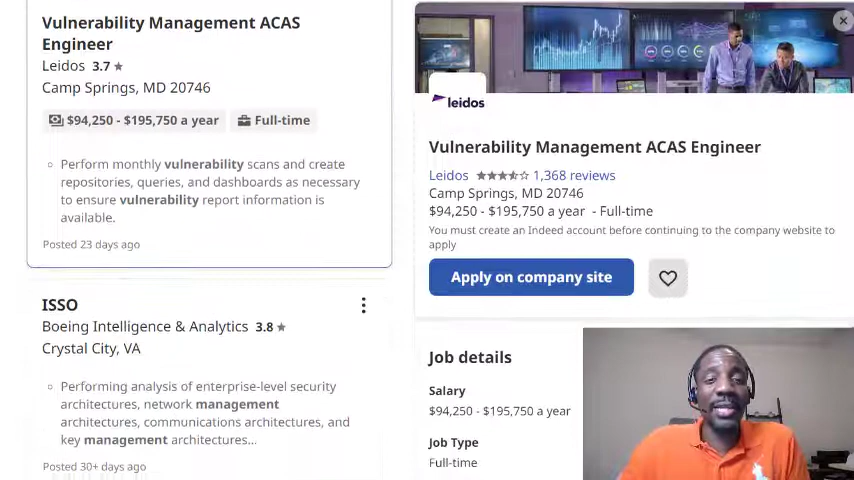 Vulnerability Management ACAS
Engineer
Leidos 3.7
Camp Springs, MD 20746
$94,250 - $195,750 a year
Full-time
Perform monthly vulnerability scans and create
repositories, queries, and dashboards as necessary
to ensure vulnerability report information is
available.
Posted 23 days ago
ISSO
Boeing Intelligence & Analytics 3.8
Crystal City, VA
Performing analysis of enterprise-level security
architectures, network management
architectures, communications architectures, and
key management architectures...
Posted 30+ days ago
leidos
Vulnerability Management ACAS Engineer
Leidos 1,368 reviews
Camp Springs, MD 20746
$94,250 - $195,750 a year - Full-time
You must create an Indeed account before continuing to the company website to
apply
Apply on company site
Job details
Salary
$94,250 - $195,750 a year
Job Type
Full-time